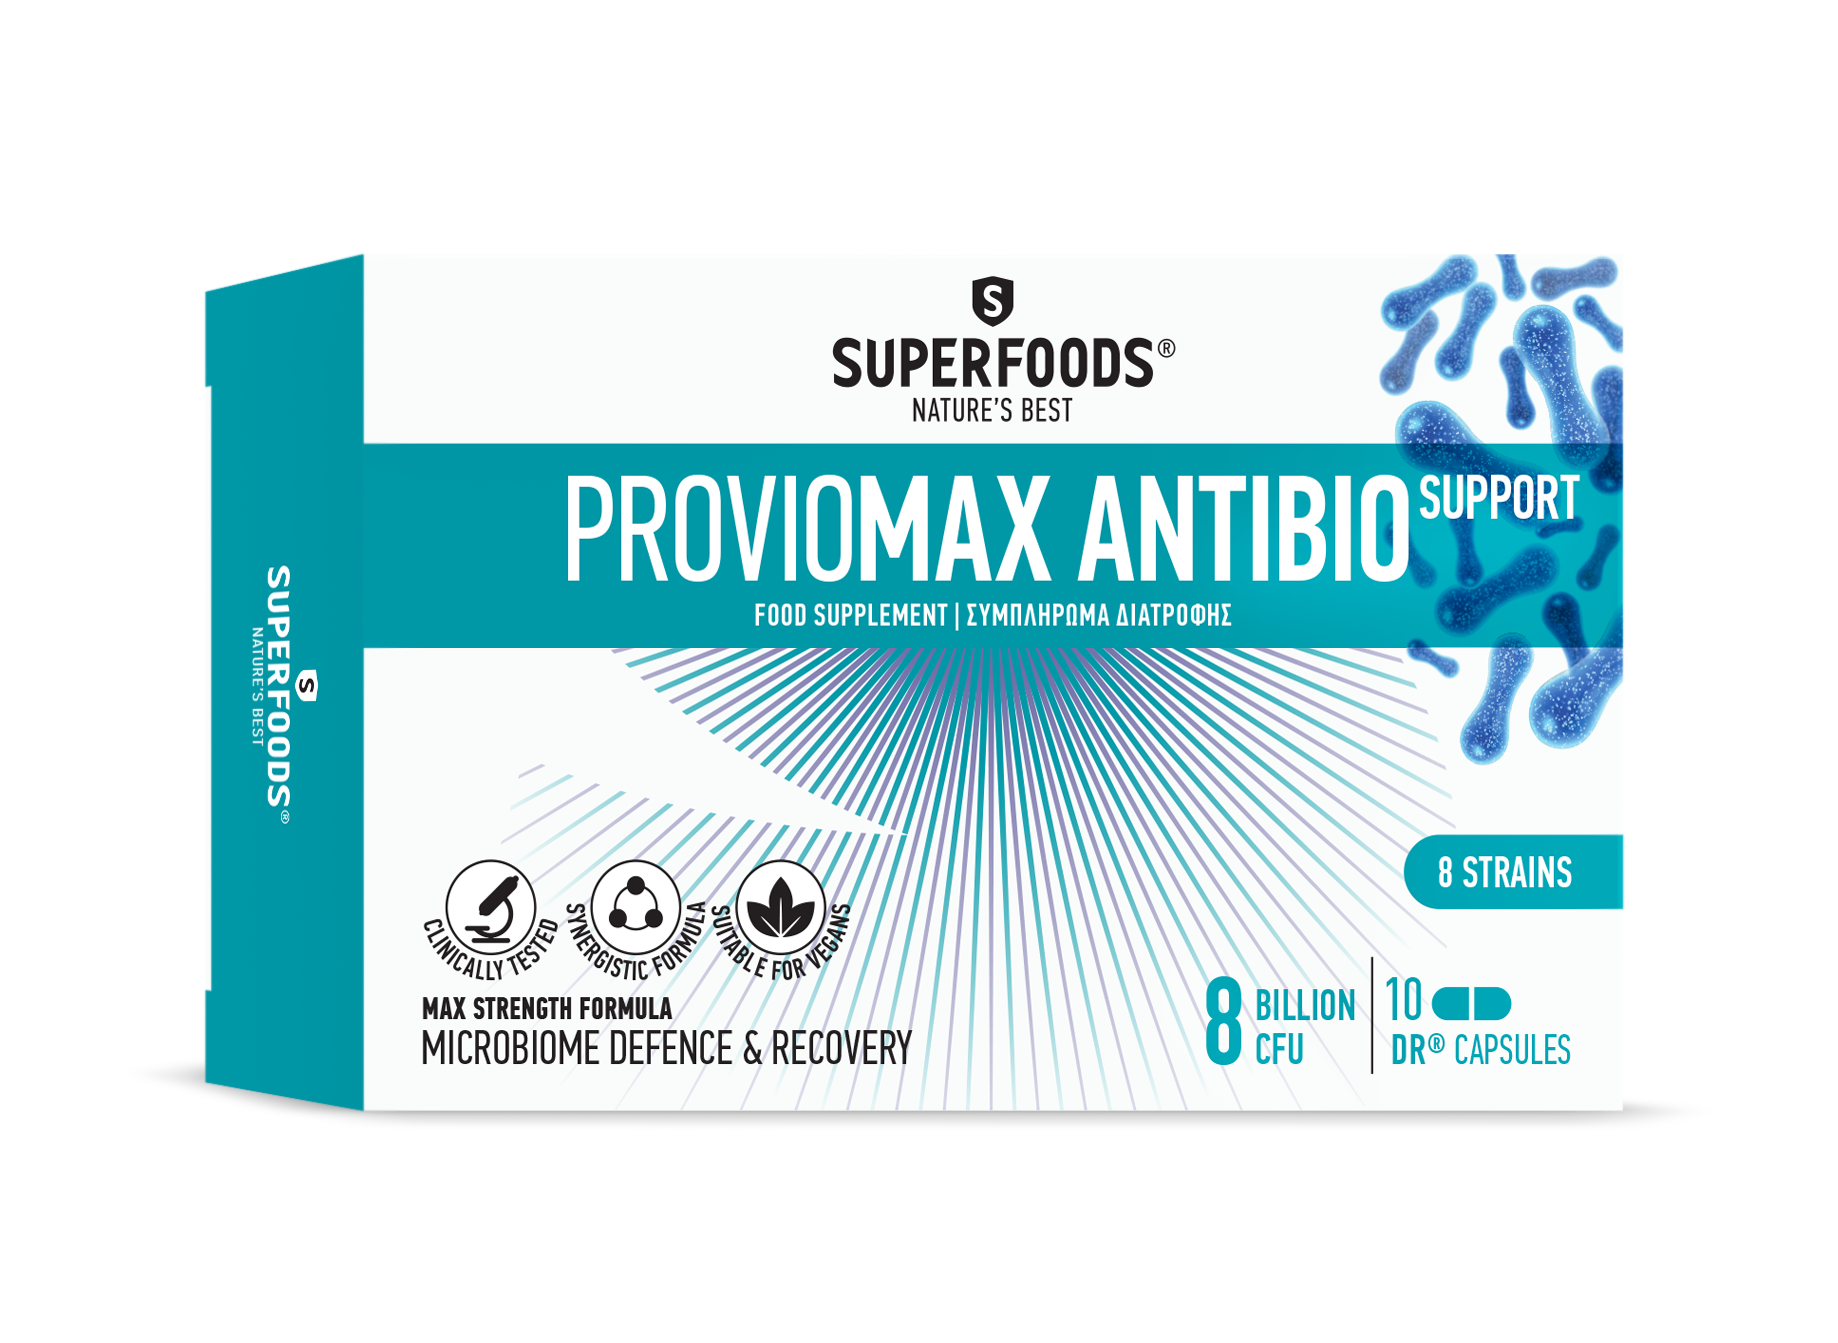 S
SUPERFOODS®
NATURE'S BEST
PROVIOMAX ANTIBIO SUPPORT
FOOD SUPPLEMENT | ΣΥΜΠΛΗΡΩΜΑ ΔΙΑΤΡΟΦΗΣ
8 STRAINS
CLINICALLY TESTED
SYNERGISTIC FORMULA
SUITABLE FOR VEGANS
MAX STRENGTH FORMULA
MICROBIOME DEFENCE & RECOVERY
8 BILLION CFU
10
DR® CAPSULES
S
SUPERFOODS®
NATURE'S BEST